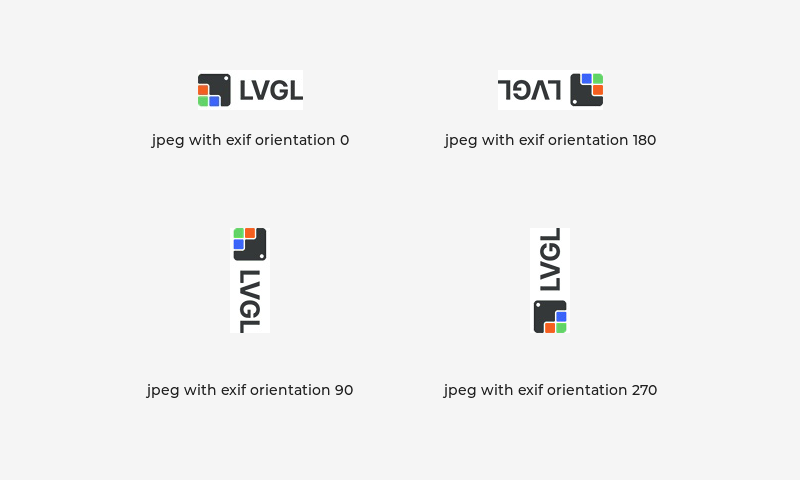 LVGL
LVGL
jpeg with exif orientation 0
jpeg with exif orientation 180
LVGL
LVGL
jpeg with exif orientation 90
jpeg with exif orientation 270